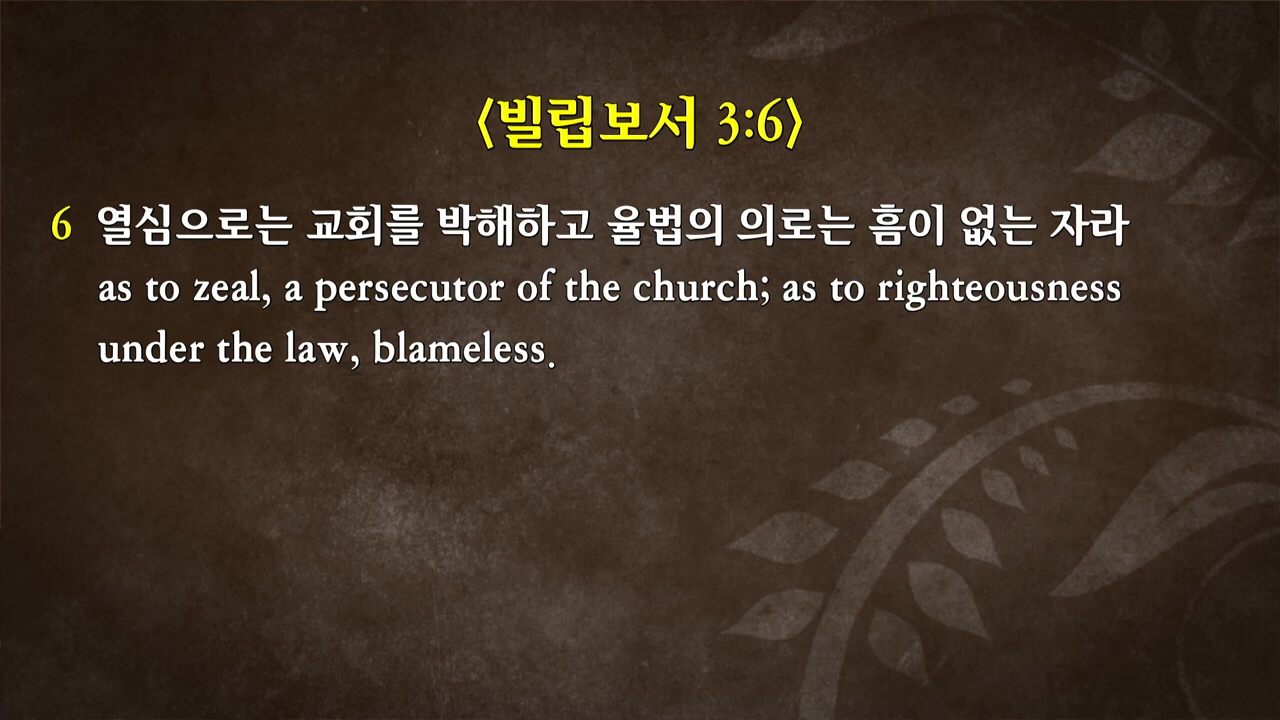 〈빌립보서 3:6〉
6 열심으로는 교회를 박해하고 율법의 의로는 흠이 없는 자라
as to zeal, a persecutor of the church; as to righteousness
under the law, blameless.